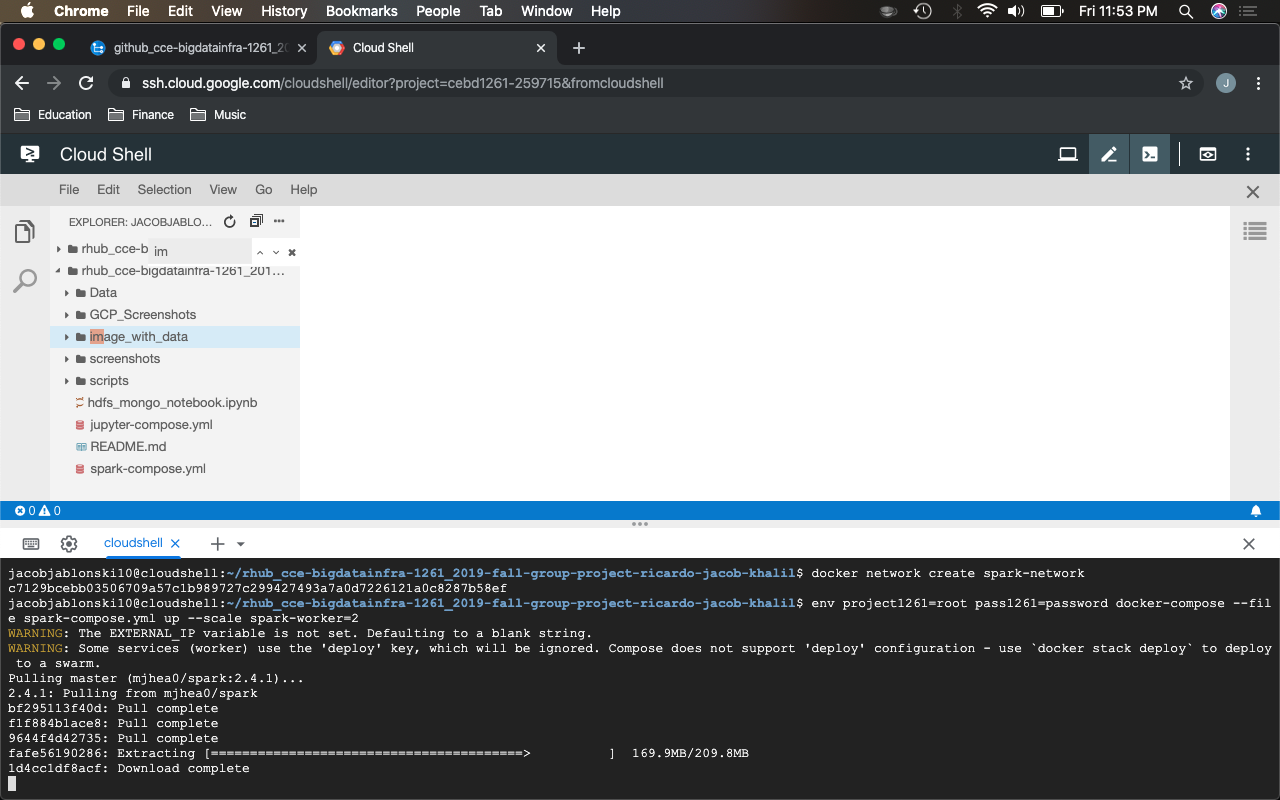 Chrome File Edit View History Bookmarks People Tab Window Help Fri 11:53 PM
github_cce-bigdatainfra-1261_20 Cloud Shell
ssh.cloud.google.com/cloudshell/editor?project=cebd1261-259715&fromcloudshell J
Education Finance Music
Cloud Shell
File Edit Selection View Go Help
EXPLORER: JACOBJABLO...
rhub_cce-b im
rhub_cce-bigdatainfra-1261_201...
Data
GCP_Screenshots
image_with_data
screenshots
scripts
hdfs_mongo_notebook.ipynb
jupyter-compose.yml
README.md
spark-compose.yml
0 0
cloudshell
jacobjablonski10@cloudshell:~/rhub_cce-bigdatainfra-1261_2019-fall-group-project-ricardo-jacob-khalil$ docker network create spark-network
c7129bcebb03506709a57c1b989727c299427493a7a0d7226121a0c8287b58ef
jacobjablonski10@cloudshell:~/rhub_cce-bigdatainfra-1261_2019-fall-group-project-ricardo-jacob-khalil$ env project1261=root pass1261=password docker-compose --fil
e spark-compose.yml up --scale spark-worker=2
WARNING: The EXTERNAL_IP variable is not set. Defaulting to a blank string.
WARNING: Some services (worker) use the 'deploy' key, which will be ignored. Compose does not support 'deploy' configuration - use `docker stack deploy` to deploy
to a swarm.
Pulling master (mjhea0/spark:2.4.1)...
2.4.1: Pulling from mjhea0/spark
bf295113f40d: Pull complete
f1f884b1ace8: Pull complete
9644f4d42735: Pull complete
fafe56190286: Extracting [========================================>          ]  169.9MB/209.8MB
1d4cc1df8acf: Download complete